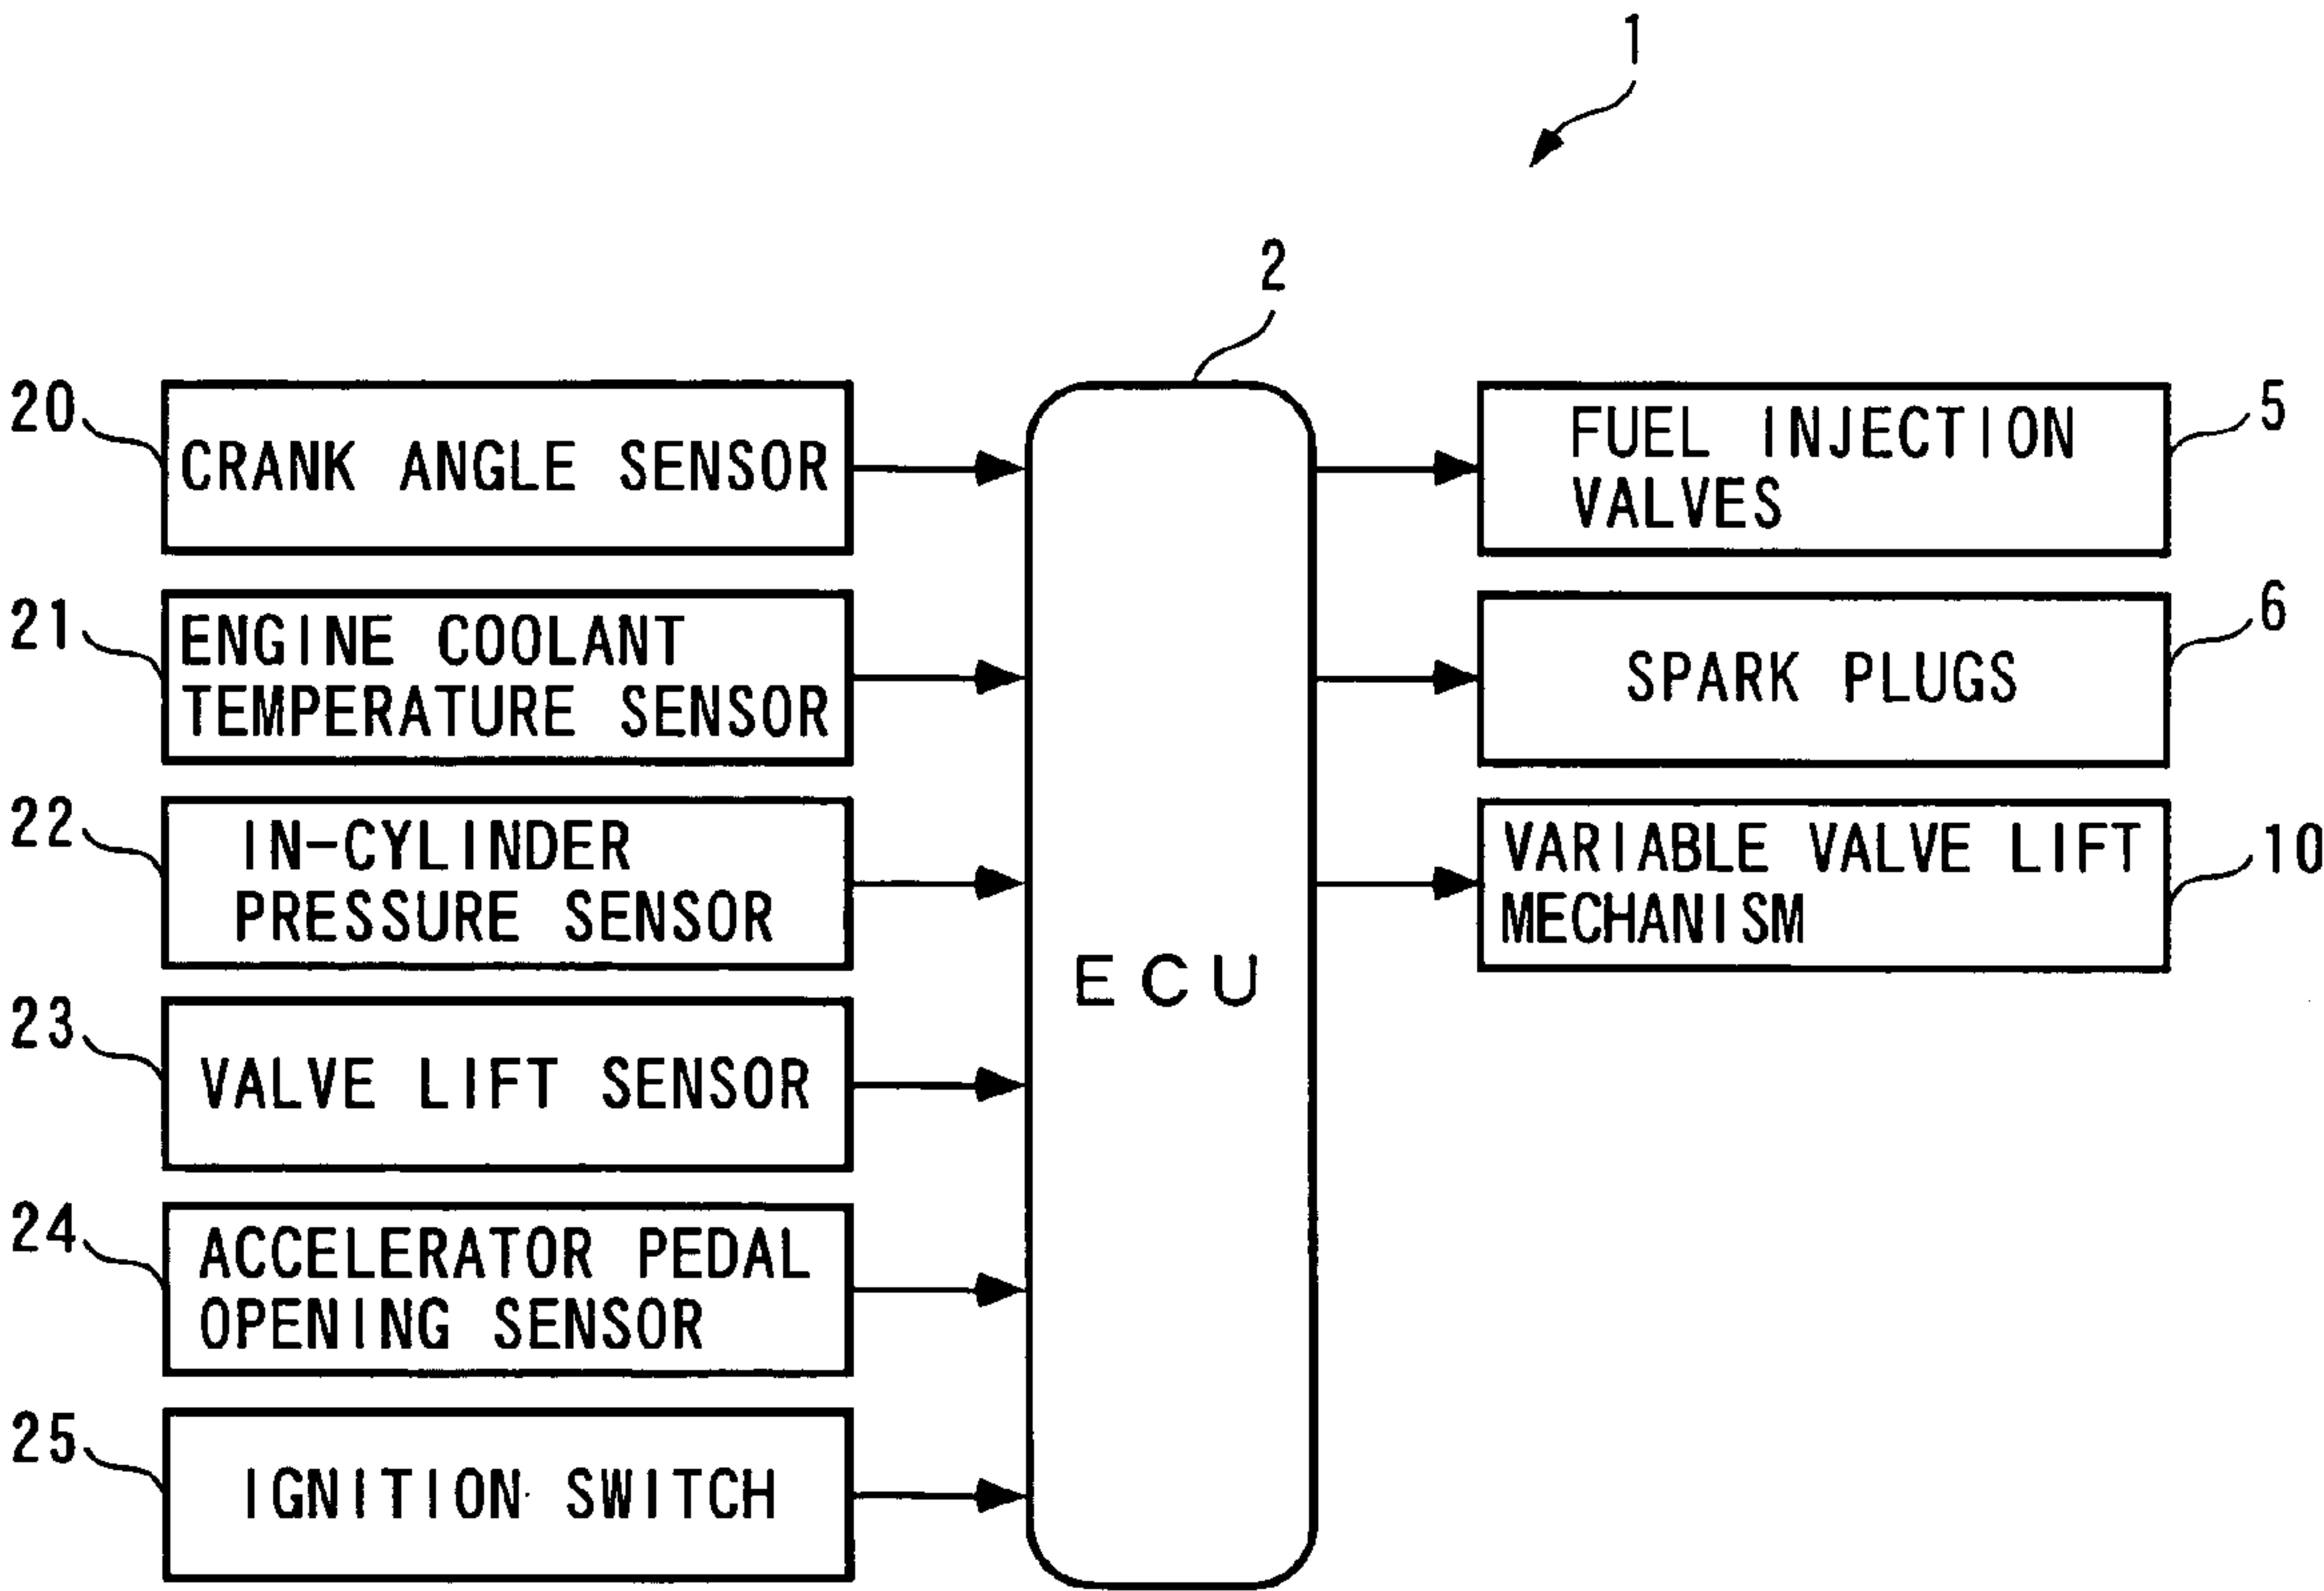 1
2
20
CRANK ANGLE SENSOR
21
ENGINE COOLANT
TEMPERATURE SENSOR
22
IN-CYLINDER
PRESSURE SENSOR
23
VALVE LIFT SENSOR
24
ACCELERATOR PEDAL
OPENING SENSOR
25
IGNITION SWITCH
ECU
FUEL INJECTION
VALVES
5
SPARK PLUGS
6
VARIABLE VALVE LIFT
MECHANISM
10